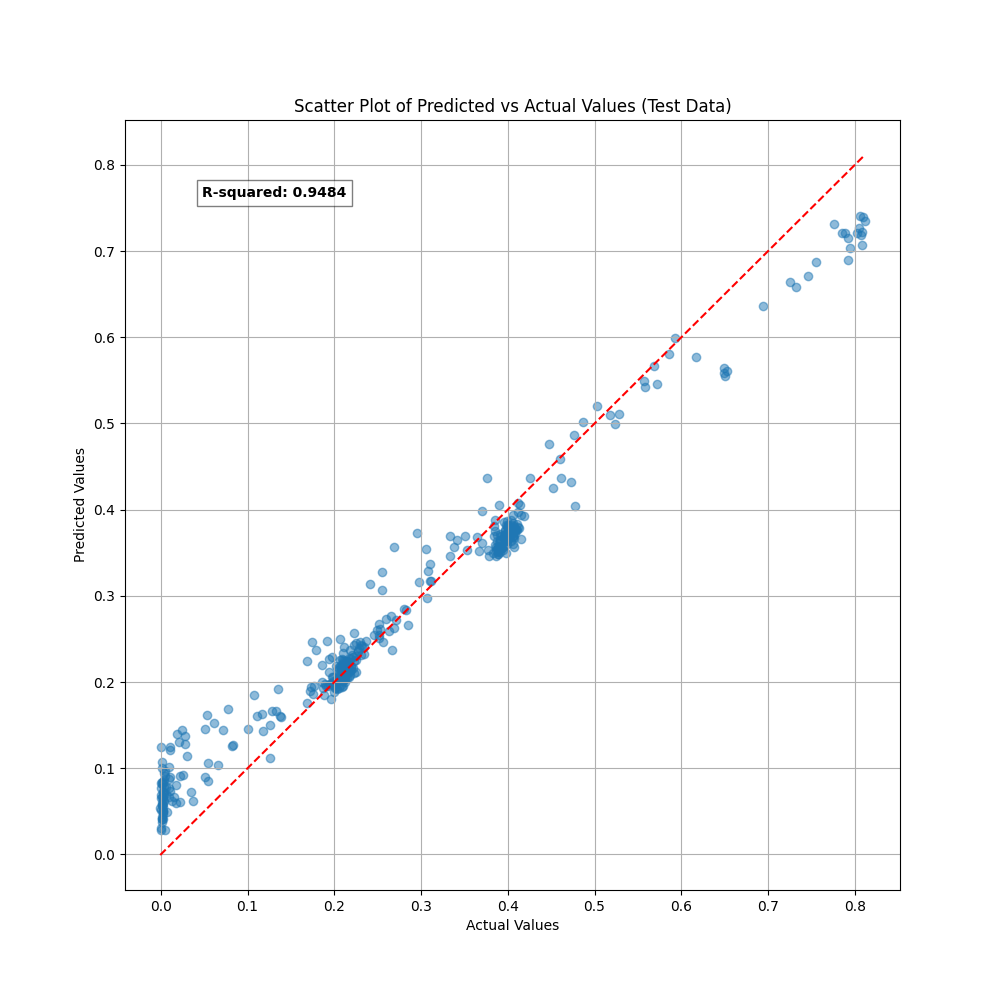 Scatter Plot of Predicted vs Actual Values (Test Data)
R-squared: 0.9484
Predicted Values
0.8
0.7
0.6
0.5
0.4
0.3
0.2
0.1
0.0
0.0 0.1 0.2 0.3 0.4 0.5 0.6 0.7 0.8
Actual Values